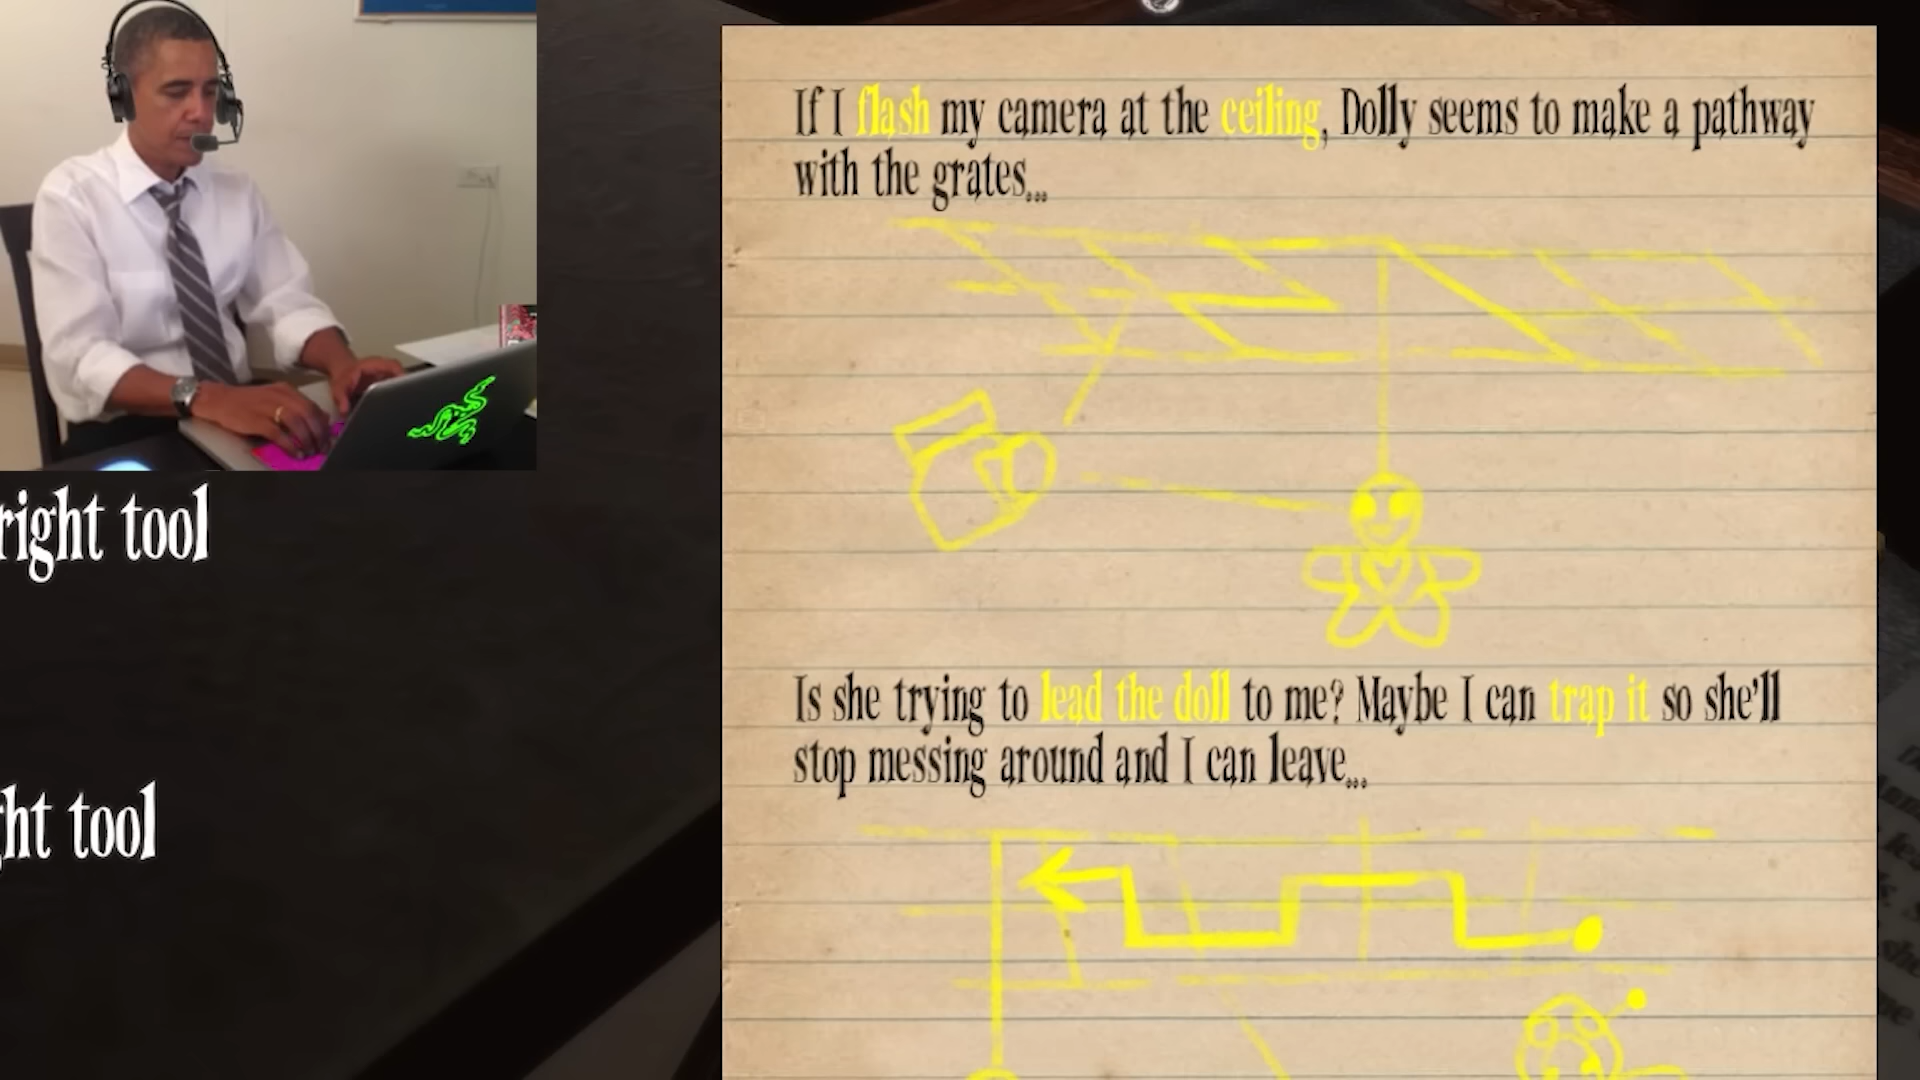 If I flash my camera at the ceiling, Dolly seems to make a pathway
with the grates...
right tool
Is she trying to lead the doll to me? Maybe I can trap it so she'll
stop messing around and I can leave...
ht tool